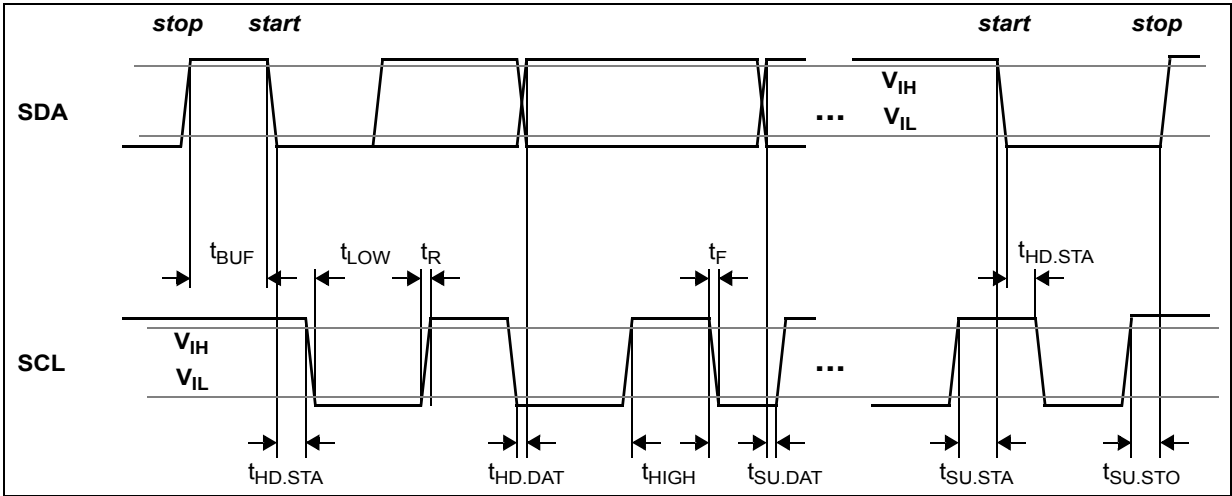 stop start start stop
SDA
V_IH
V_IL
...
t_BUF t_LOW t_R t_F t_HD.STA
SCL
V_IH
V_IL
...
t_HD.STA t_HD.DAT t_HIGH t_SU.DAT t_SU.STA t_SU.STO